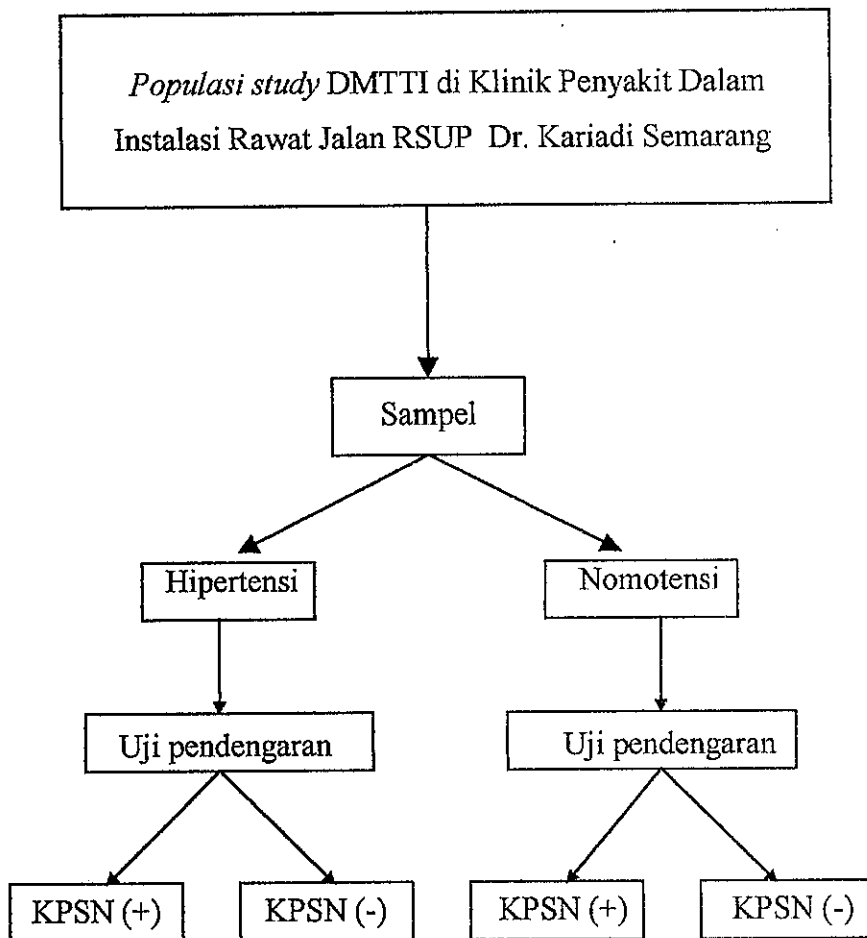 Populasi study DMTTI di Klinik Penyakit Dalam
Instalasi Rawat Jalan RSUP Dr. Kariadi Semarang
Sampel
Hipertensi
Nomotensi
Uji pendengaran
Uji pendengaran
KPSN (+)
KPSN (-)
KPSN (+)
KPSN (-)